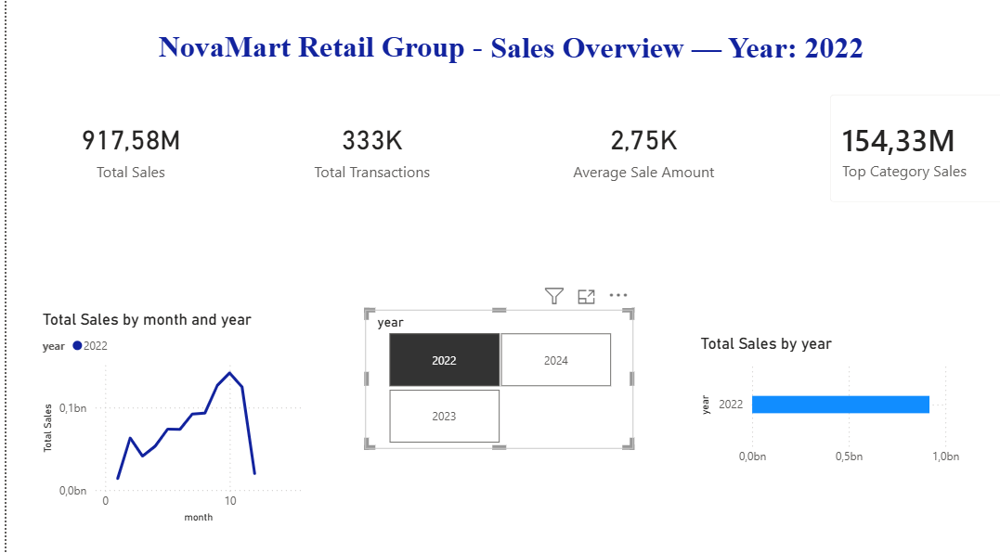 NovaMart Retail Group - Sales Overview — Year: 2022
917,58M
Total Sales
333K
Total Transactions
2,75K
Average Sale Amount
154,33M
Top Category Sales
Total Sales by month and year
year 2022
Total Sales
0,1bn
0,0bn
0 10
month
year
2022 2024
2023
Total Sales by year
year
2022
0,0bn 0,5bn 1,0bn